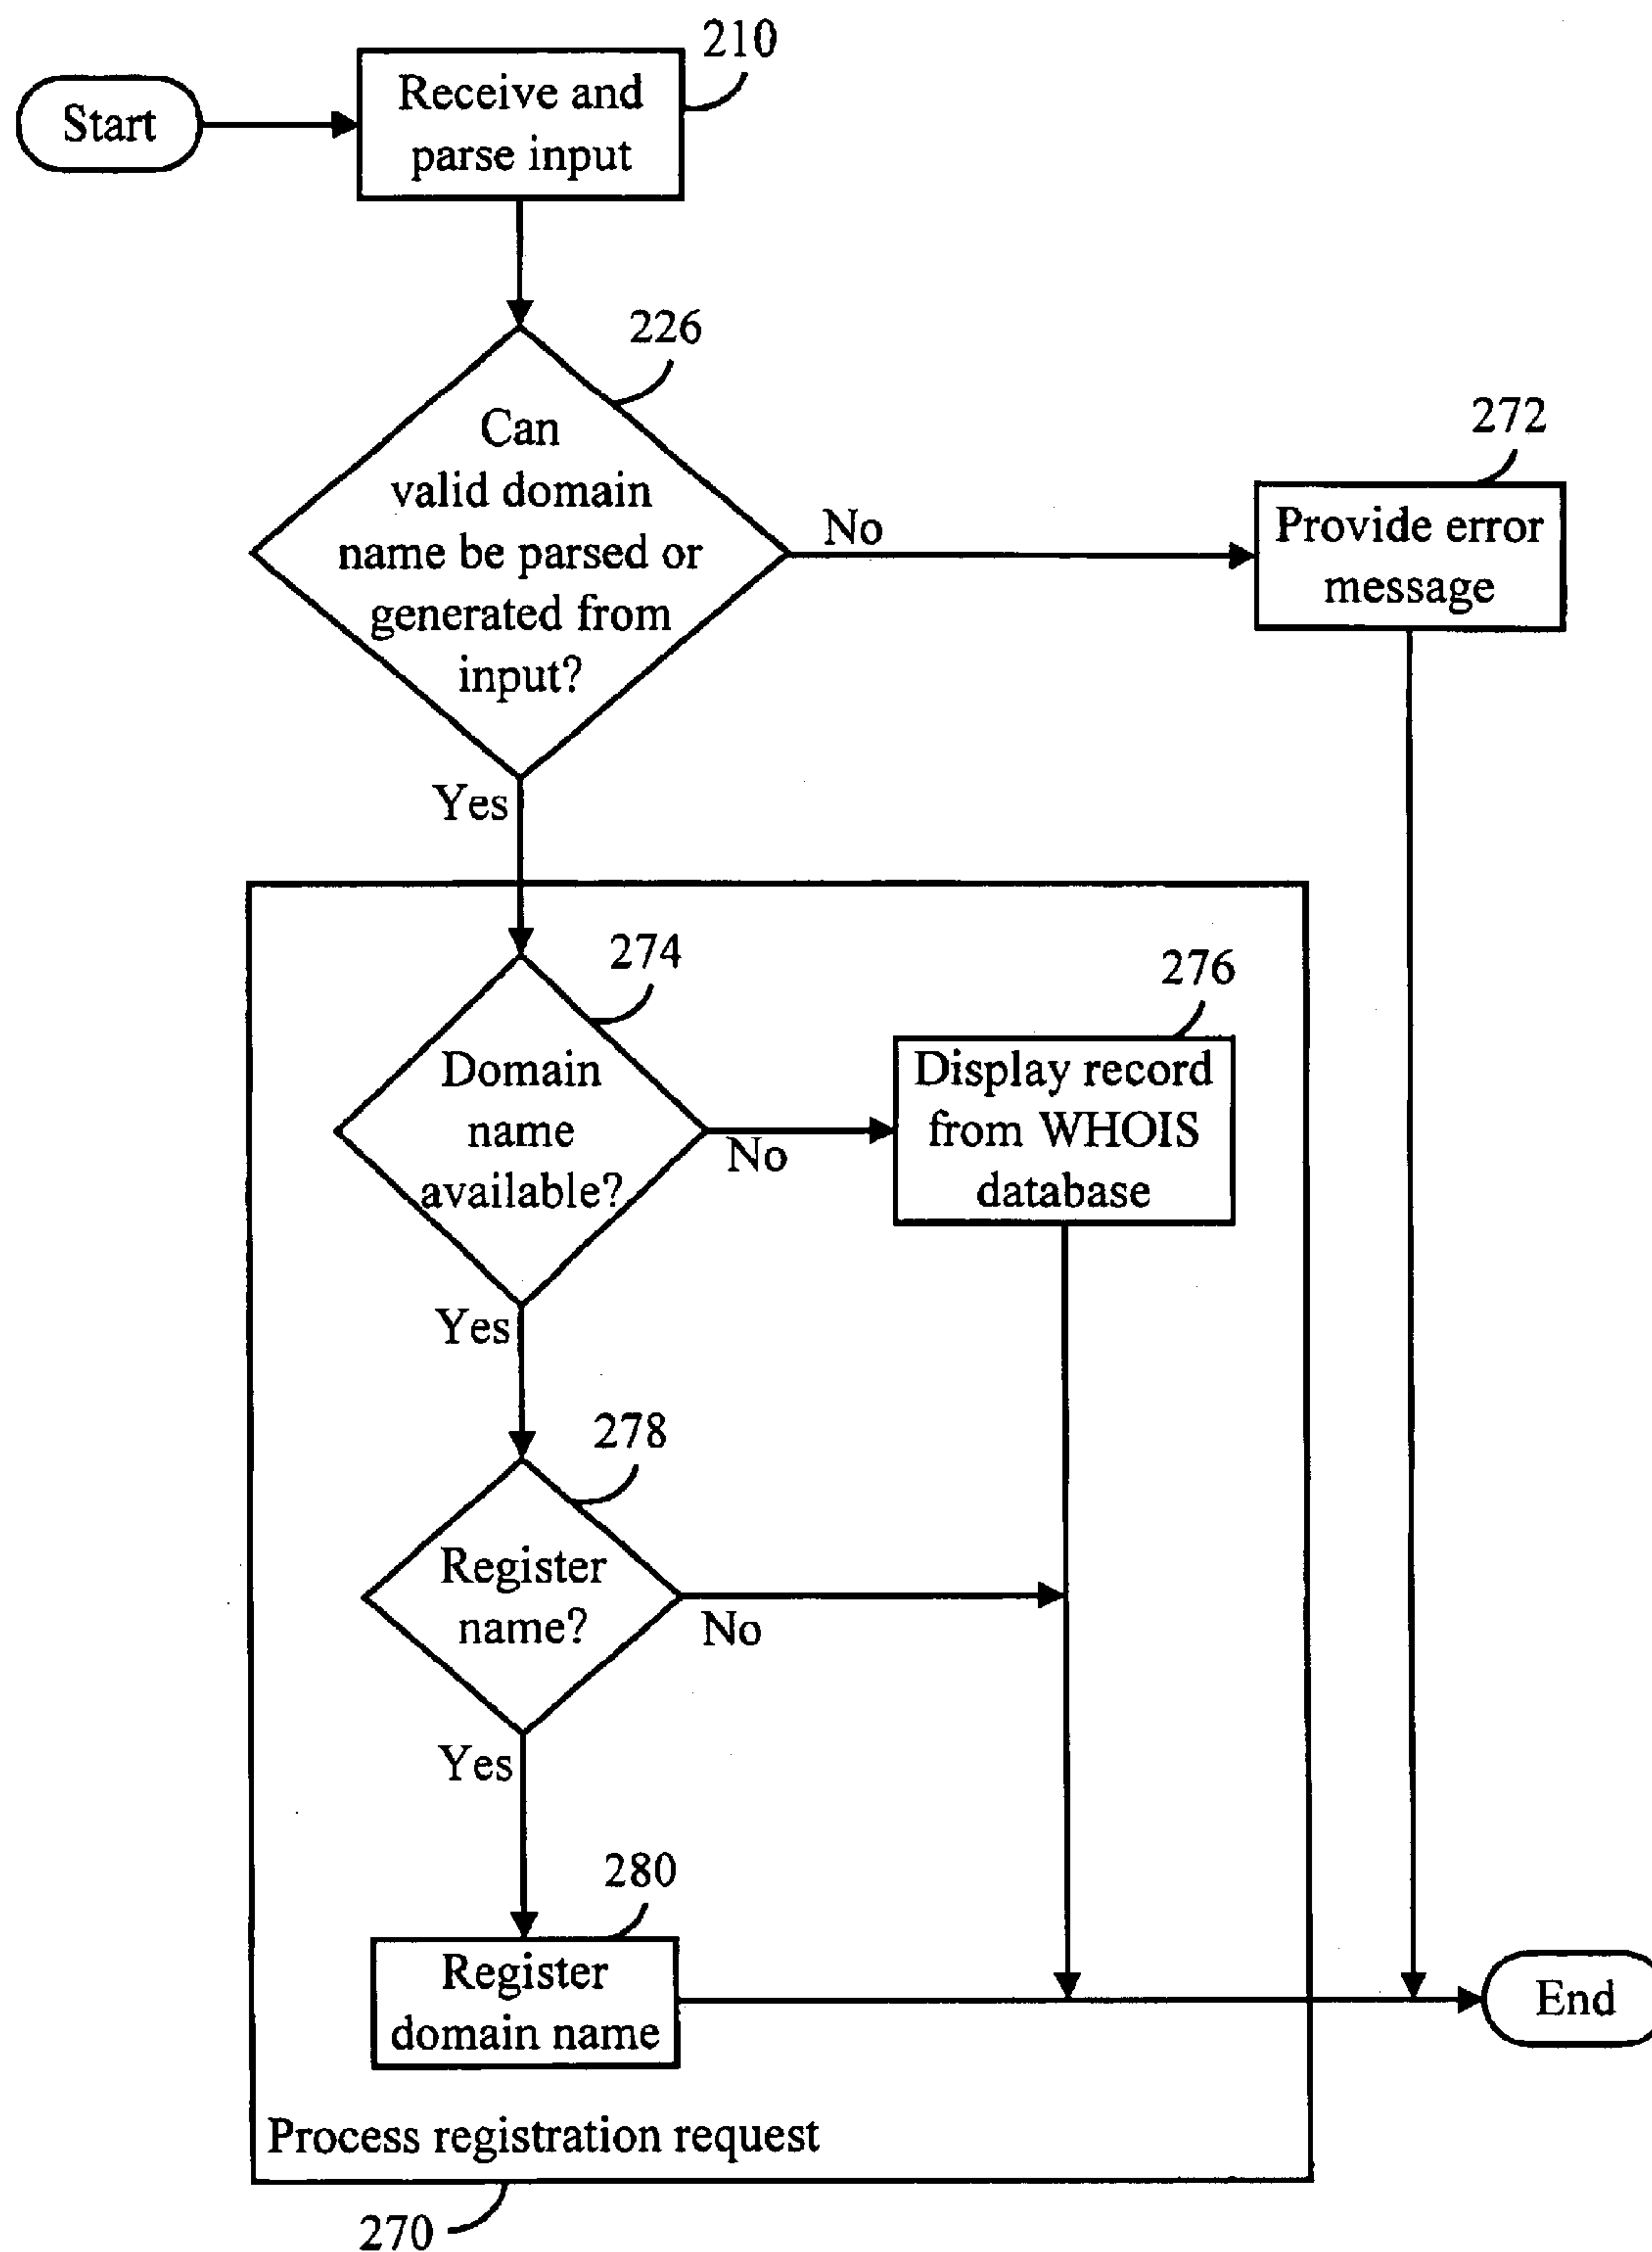 210
Start
Receive and
parse input
226
Can
valid domain
name be parsed or
generated from
input?
No
272
Provide error
message
Yes
274
Domain
name
available?
No
276
Display record
from WHOIS
database
Yes
278
Register
name?
No
Yes
280
Register
domain name
End
Process registration request
270